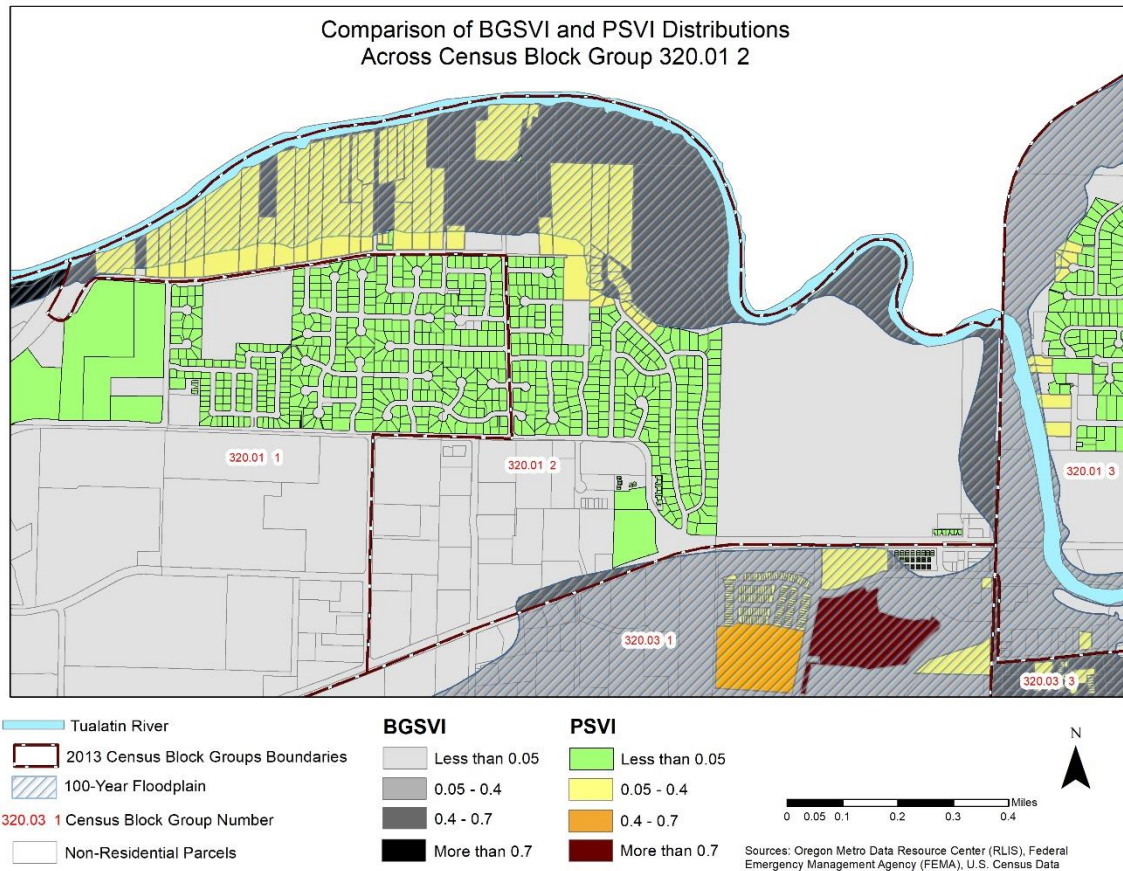 Comparison of BGSVI and PSVI Distributions
Across Census Block Group 320.01 2
320.01 1
320.01 2
320.01 3
320.03 1
320.03 3
Tualatin River
2013 Census Block Groups Boundaries
100-Year Floodplain
320.03 1 Census Block Group Number
Non-Residential Parcels
BGSVI
Less than 0.05
0.05 - 0.4
0.4 - 0.7
More than 0.7
PSVI
Less than 0.05
0.05 - 0.4
0.4 - 0.7
More than 0.7
N
Miles
0 0.05 0.1 0.2 0.3 0.4
Sources: Oregon Metro Data Resource Center (RLIS), Federal
Emergency Management Agency (FEMA), U.S. Census Data